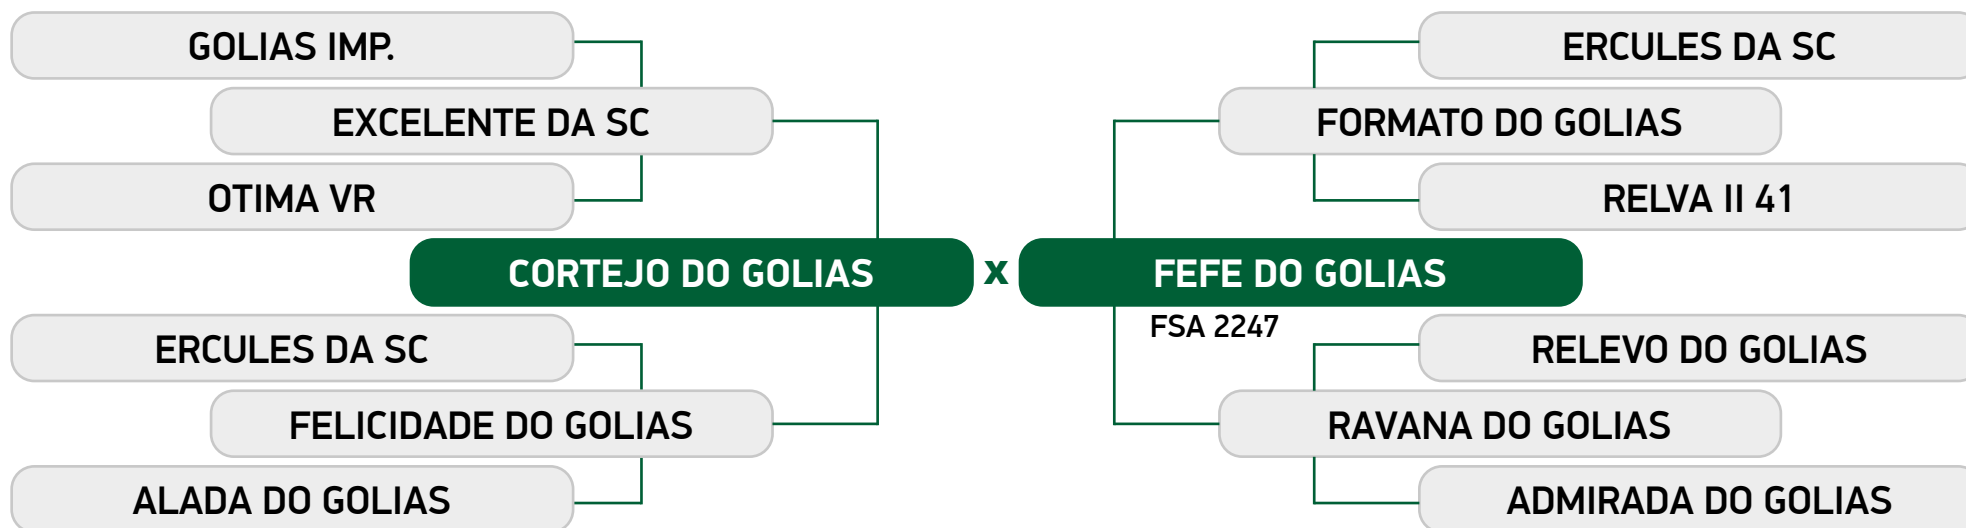 GOLIAS IMP.
EXCELENTE DA SC
OTIMA VR
CORTEJO DO GOLIAS
ERCULES DA SC
FELICIDADE DO GOLIAS
ALADA DO GOLIAS
x
ERCULES DA SC
FORMATO DO GOLIAS
RELVA II 41
FEFE DO GOLIAS
FSA 2247
RELEVO DO GOLIAS
RAVANA DO GOLIAS
ADMIRADA DO GOLIAS